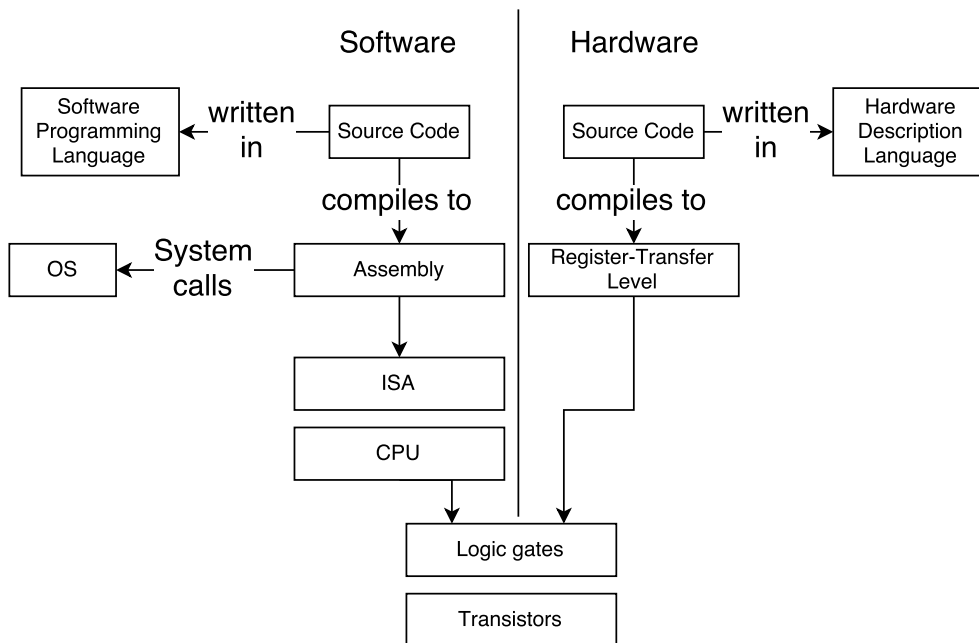 Software
Hardware
Software
Programming
Language
written
in
Source Code
Source Code
written
in
Hardware
Description
Language
compiles to
compiles to
OS
System
calls
Assembly
Register-Transfer
Level
ISA
CPU
Logic gates
Transistors